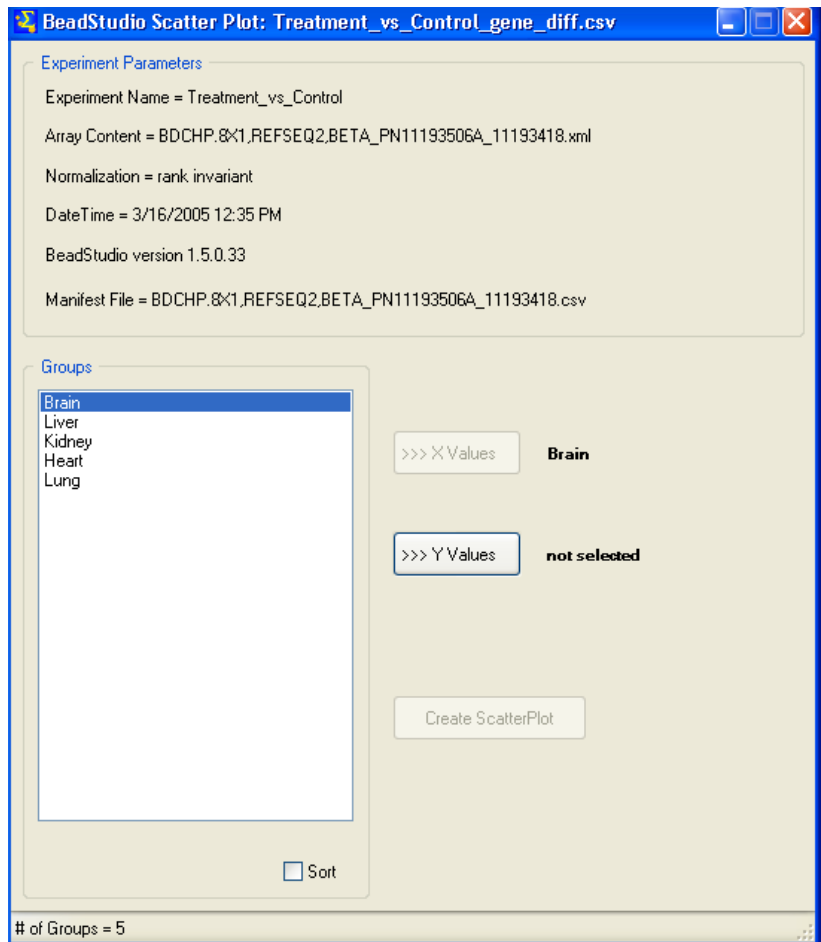 BeadStudio Scatter Plot: Treatment_vs_Control_gene_diff.csv
Experiment Parameters
Experiment Name = Treatment_vs_Control
Array Content = BDCHP.8X1,REFSEQ2,BETA_PN11193506A_11193418.xml
Normalization = rank invariant
DateTime = 3/16/2005 12:35 PM
BeadStudio version 1.5.0.33
Manifest File = BDCHP.8X1,REFSEQ2,BETA_PN11193506A_11193418.csv
Groups
Brain
Liver
Kidney
Heart
Lung
>>> X Values Brain
>>> Y Values not selected
Create ScatterPlot
Sort
# of Groups = 5